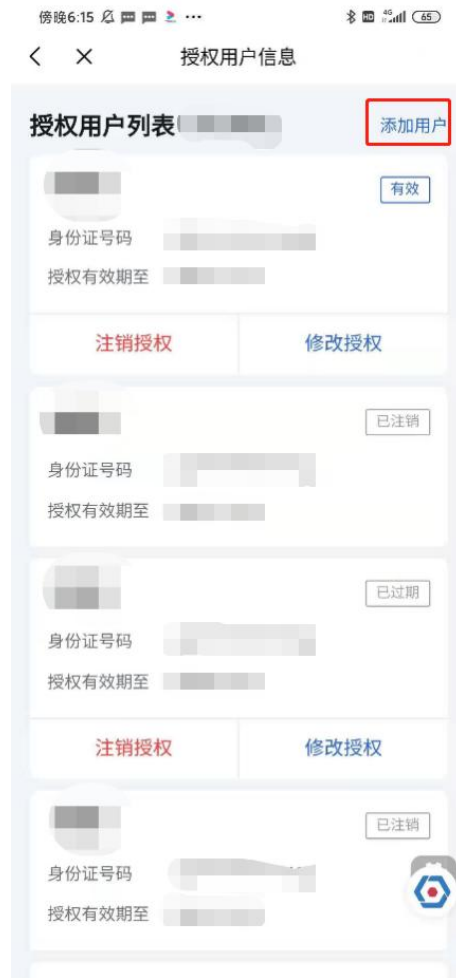 傍晚6:15
HD 4G 65
授权用户信息
授权用户列表
添加用户
有效
身份证号码
授权有效期至
注销授权 修改授权
已注销
身份证号码
授权有效期至
已过期
身份证号码
授权有效期至
注销授权 修改授权
已注销
身份证号码
授权有效期至